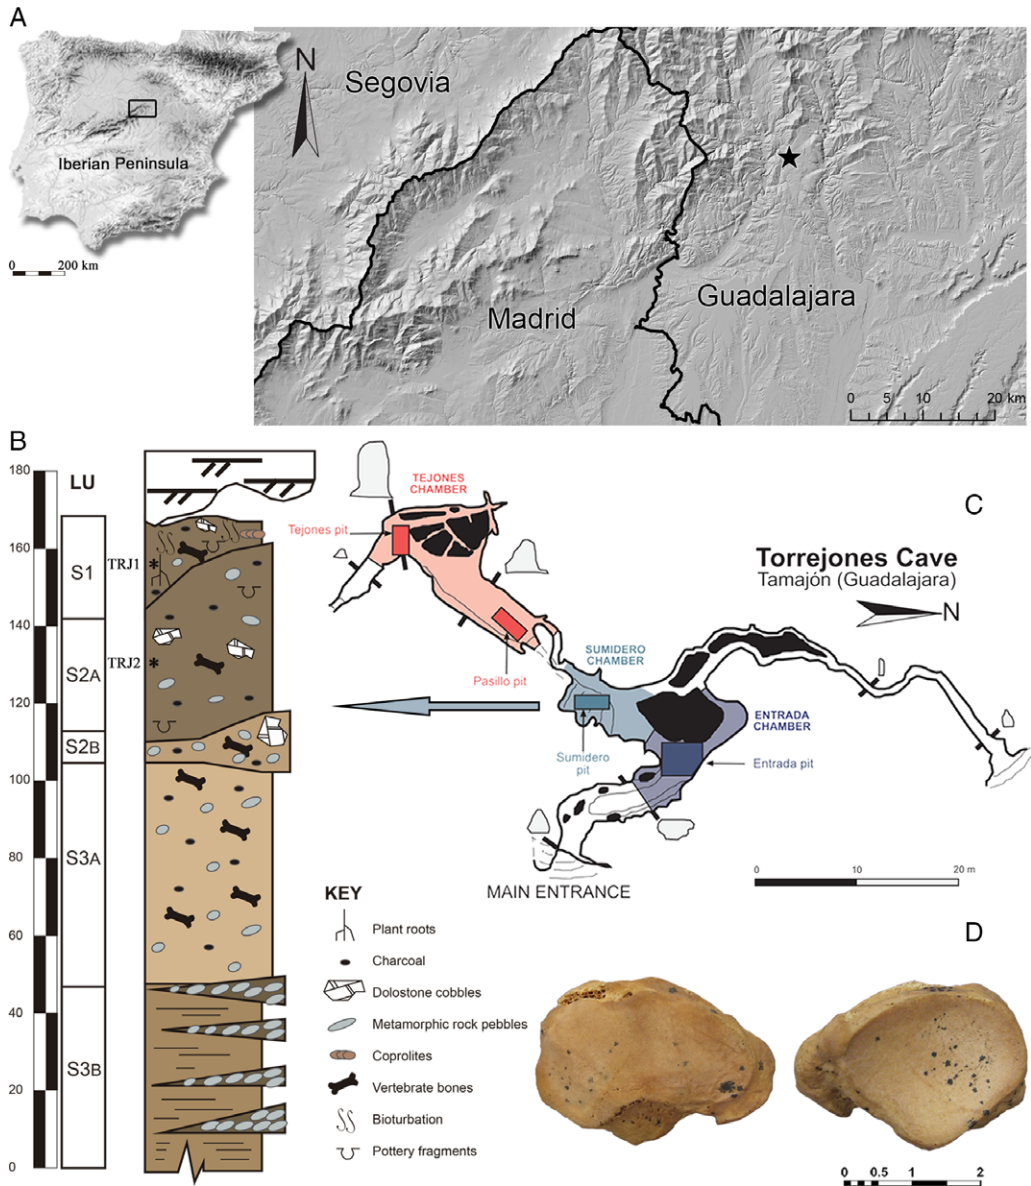 A
N
Segovia
Iberian Peninsula
0 200 km
Madrid
Guadalajara
0 5 10 20 km
B
180
LU
160
140
120
100
80
60
40
20
0
S1
S2A
S2B
S3A
S3B
TRJ1 *
TRJ2 *
C
TEJONES
CHAMBER
Tejones pit
Torrejones Cave
Tamajón (Guadalajara)
N
SUMIDERO
CHAMBER
Pasillo pit
ENTRADA
CHAMBER
Sumidero
pit
Entrada pit
MAIN ENTRANCE
0 10 20 m
KEY
Plant roots
Charcoal
Dolostone cobbles
Metamorphic rock pebbles
Coprolites
Vertebrate bones
Bioturbation
Pottery fragments
D
0 0.5 1 2